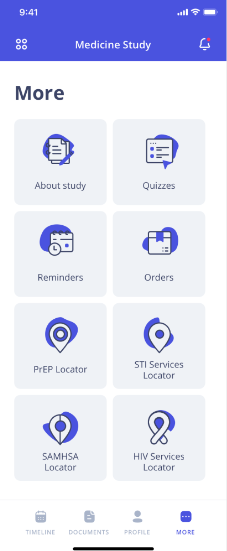 9:41
Medicine Study
More
About study
Quizzes
Reminders
Orders
PrEP Locator
STI Services
Locator
SAMHSA
Locator
HIV Services
Locator
TIMELINE
DOCUMENTS
PROFILE
MORE